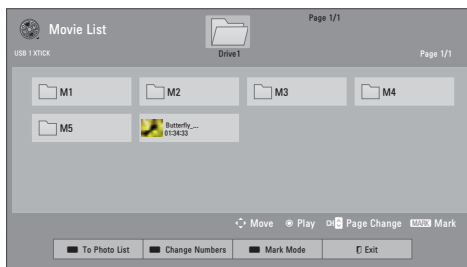 Page 1/1
Movie List
USB 1 XTICK
Drive1
Page 1/1
M1
M2
M3
M4
M5
Butterfly_...
01:34:33
Move
Play
CH
Page Change
MARK
Mark
To Photo List
Change Numbers
Mark Mode
Exit